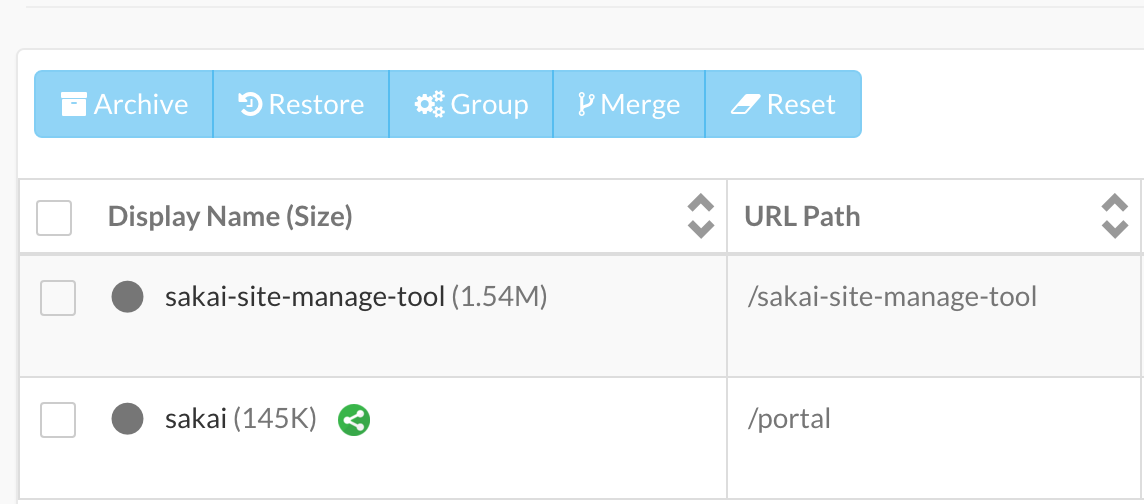 Archive Restore Group Merge Reset
Display Name (Size) URL Path
sakai-site-manage-tool (1.54M) /sakai-site-manage-tool
sakai (145K) /portal